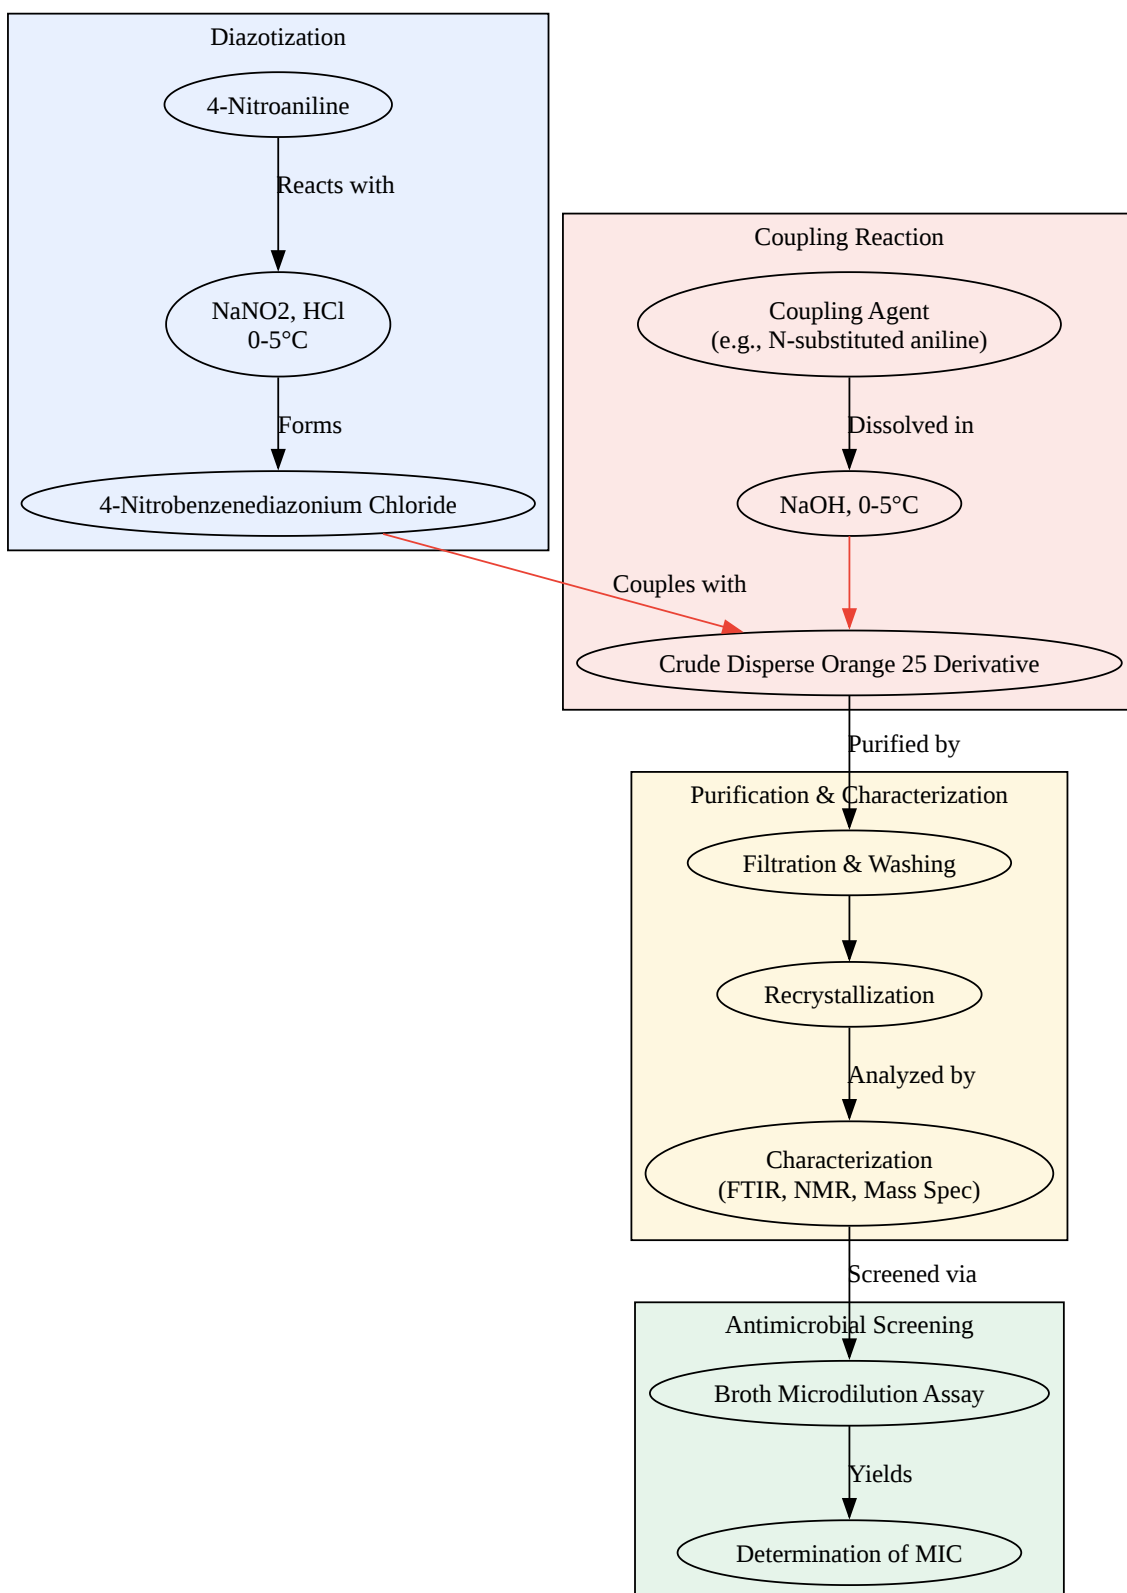 Diazotization
4-Nitroaniline
Reacts with
NaNO2, HCl
0-5°C
Forms
4-Nitrobenzenediazonium Chloride
Coupling Reaction
Coupling Agent
(e.g., N-substituted aniline)
Dissolved in
NaOH, 0-5°C
Couples with
Crude Disperse Orange 25 Derivative
Purified by
Purification & Characterization
Filtration & Washing
Recrystallization
Analyzed by
Characterization
(FTIR, NMR, Mass Spec)
Screened via
Antimicrobial Screening
Broth Microdilution Assay
Yields
Determination of MIC